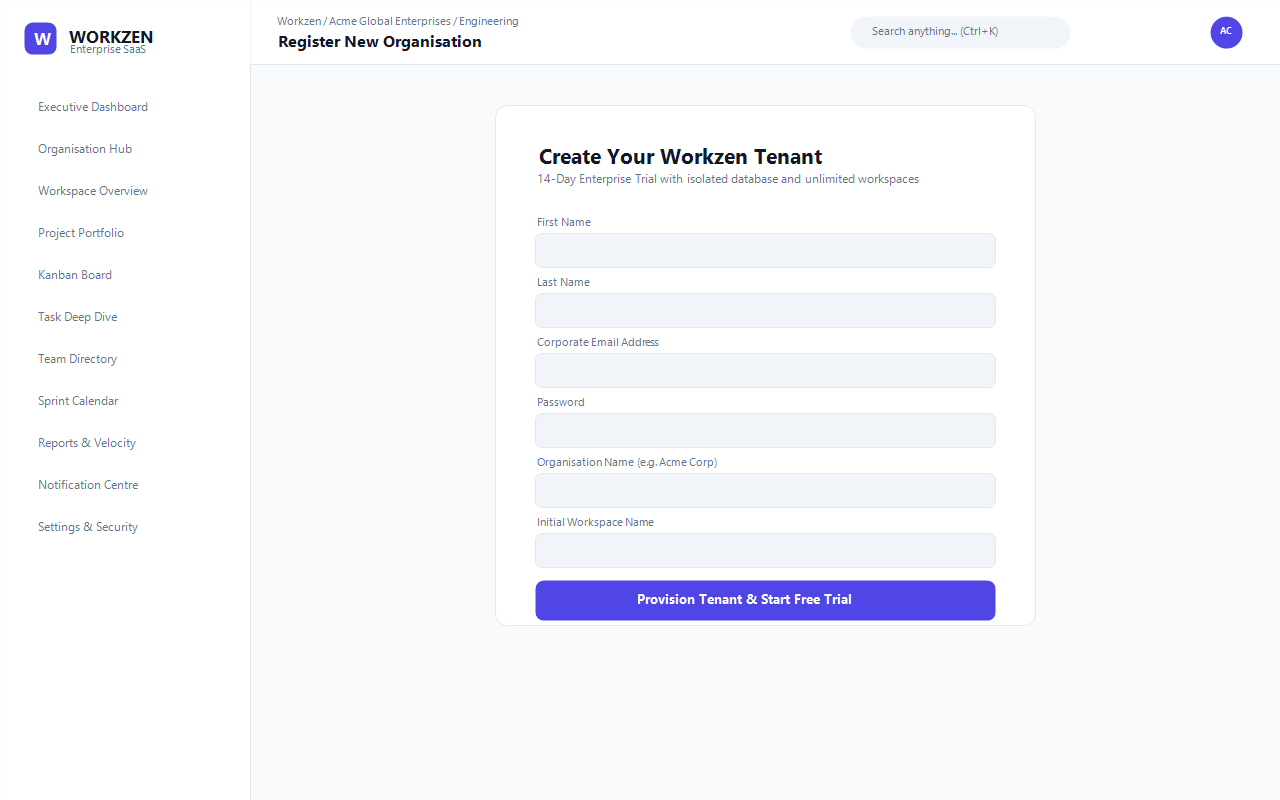 W
WORKZEN
Enterprise SaaS
Executive Dashboard
Organisation Hub
Workspace Overview
Project Portfolio
Kanban Board
Task Deep Dive
Team Directory
Sprint Calendar
Reports & Velocity
Notification Centre
Settings & Security
Workzen / Acme Global Enterprises / Engineering
Register New Organisation
Search anything... (Ctrl+K)
AC
Create Your Workzen Tenant
14-Day Enterprise Trial with isolated database and unlimited workspaces
First Name
Last Name
Corporate Email Address
Password
Organisation Name (e.g. Acme Corp)
Initial Workspace Name
Provision Tenant & Start Free Trial